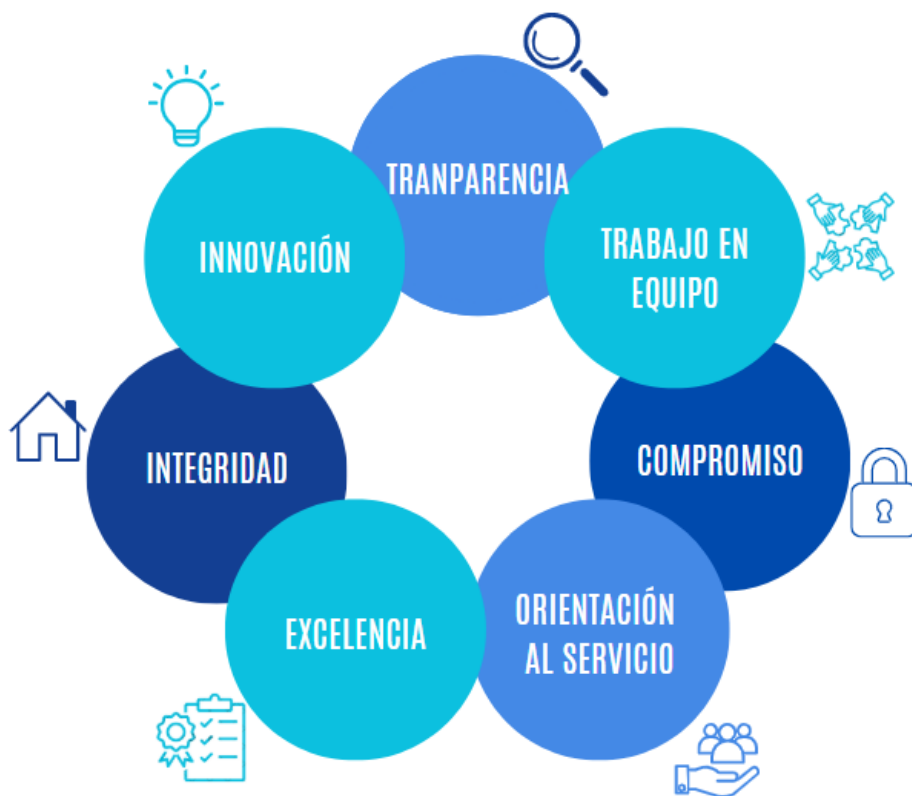 TRANPARENCIA
TRABAJO EN
EQUIPO
COMPROMISO
ORIENTACIÓN
AL SERVICIO
EXCELENCIA
INTEGRIDAD
INNOVACIÓN